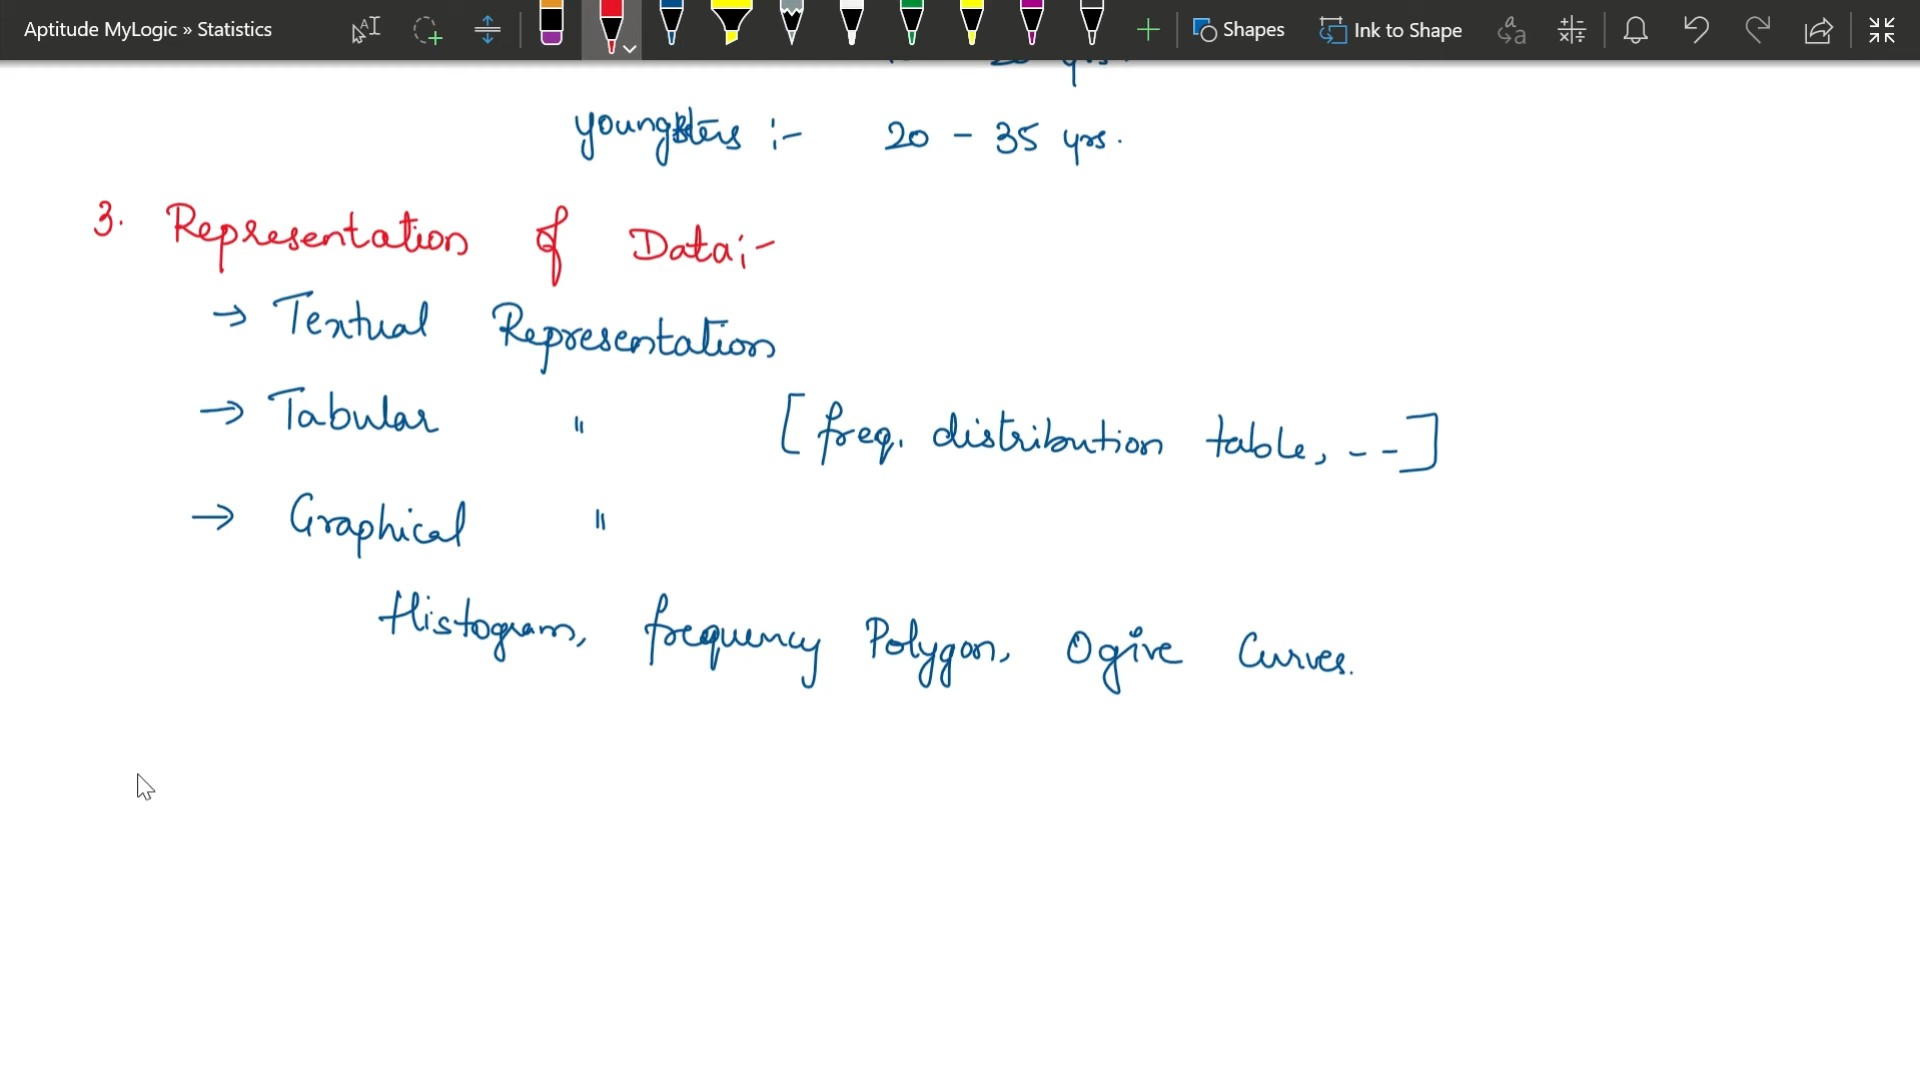 Aptitude MyLogic » Statistics Shapes Ink to Shape
youngsters :- 20 - 35 yrs.
3. Representation of Data :-
→ Textual Representation
→ Tabular " [freq. distribution table, --]
→ Graphical "
Histogram, frequency Polygon, Ogive Curves.